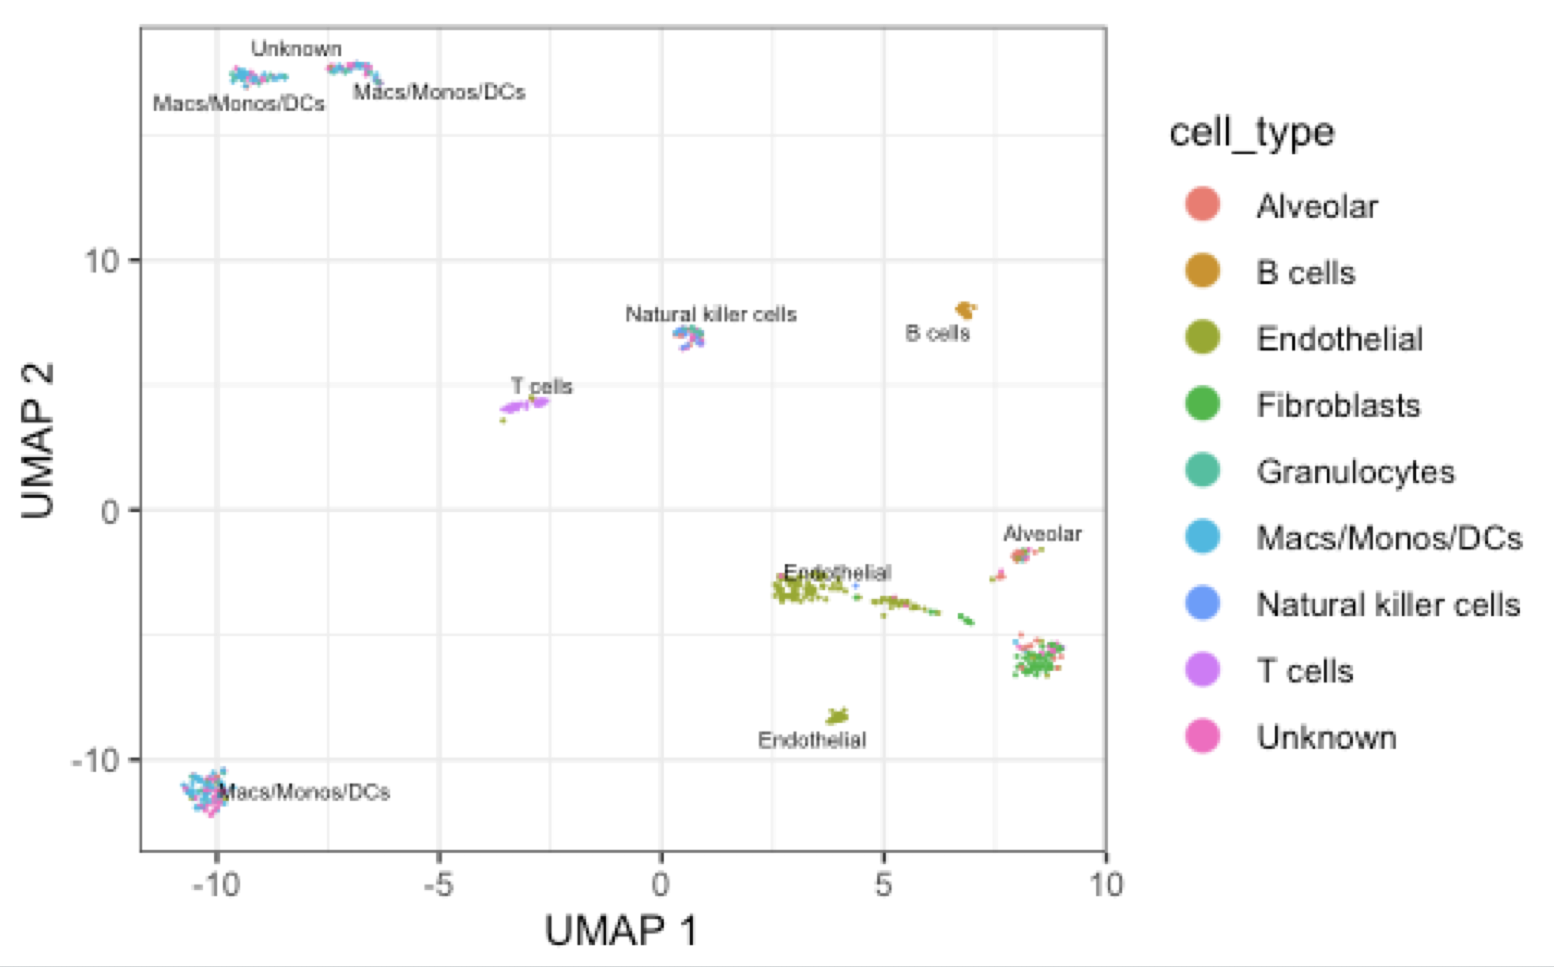 Unknown
Macs/Monos/DCs
Macs/Monos/DCs
Natural killer cells
B cells
T cells
Alveolar
Endothelial
Endothelial
Macs/Monos/DCs
10
0
-10
UMAP 2
-10
-5
0
5
10
UMAP 1
cell_type
Alveolar
B cells
Endothelial
Fibroblasts
Granulocytes
Macs/Monos/DCs
Natural killer cells
T cells
Unknown